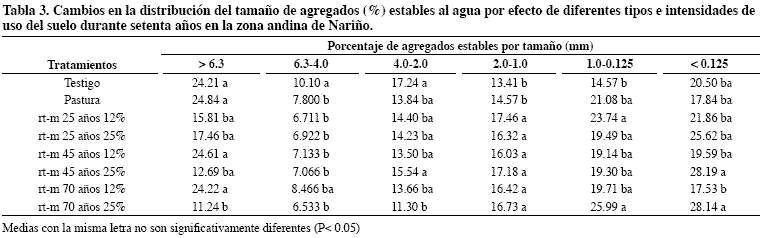 Tabla 3. Cambios en la distribución del tamaño de agregados (%) estables al agua por efecto de diferentes tipos e intensidades de
uso del suelo durante setenta años en la zona andina de Nariño.
Porcentaje de agregados estables por tamaño (mm)
Tratamientos > 6.3 6.3-4.0 4.0-2.0 2.0-1.0 1.0-0.125 < 0.125
Testigo 24.21 a 10.10 a 17.24 a 13.41 b 14.57 b 20.50 ba
Pastura 24.84 a 7.800 b 13.84 ba 14.57 b 21.08 ba 17.84 ba
rt-m 25 años 12% 15.81 ba 6.711 b 14.40 ba 17.46 a 23.74 a 21.86 ba
rt-m 25 años 25% 17.46 ba 6.922 b 14.23 ba 16.32 a 19.49 ba 25.62 ba
rt-m 45 años 12% 24.61 a 7.133 b 13.50 ba 16.03 a 19.14 ba 19.59 ba
rt-m 45 años 25% 12.69 ba 7.066 b 15.54 a 17.18 a 19.30 ba 28.19 a
rt-m 70 años 12% 24.22 a 8.466 ba 13.66 ba 16.42 a 19.71 ba 17.53 b
rt-m 70 años 25% 11.24 b 6.533 b 11.30 b 16.73 a 25.99 a 28.14 a
Medias con la misma letra no son significativamente diferentes (P< 0.05)